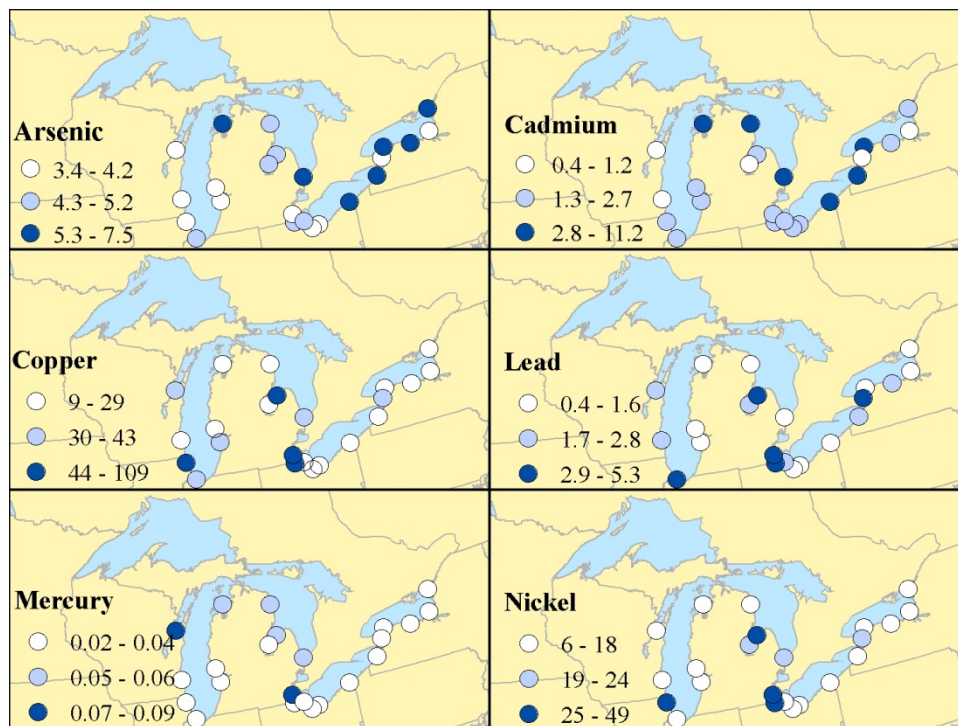 Arsenic
3.4 - 4.2
4.3 - 5.2
5.3 - 7.5
Cadmium
0.4 - 1.2
1.3 - 2.7
2.8 - 11.2
Copper
9 - 29
30 - 43
44 - 109
Lead
0.4 - 1.6
1.7 - 2.8
2.9 - 5.3
Mercury
0.02 - 0.04
0.05 - 0.06
0.07 - 0.09
Nickel
6 - 18
19 - 24
25 - 49